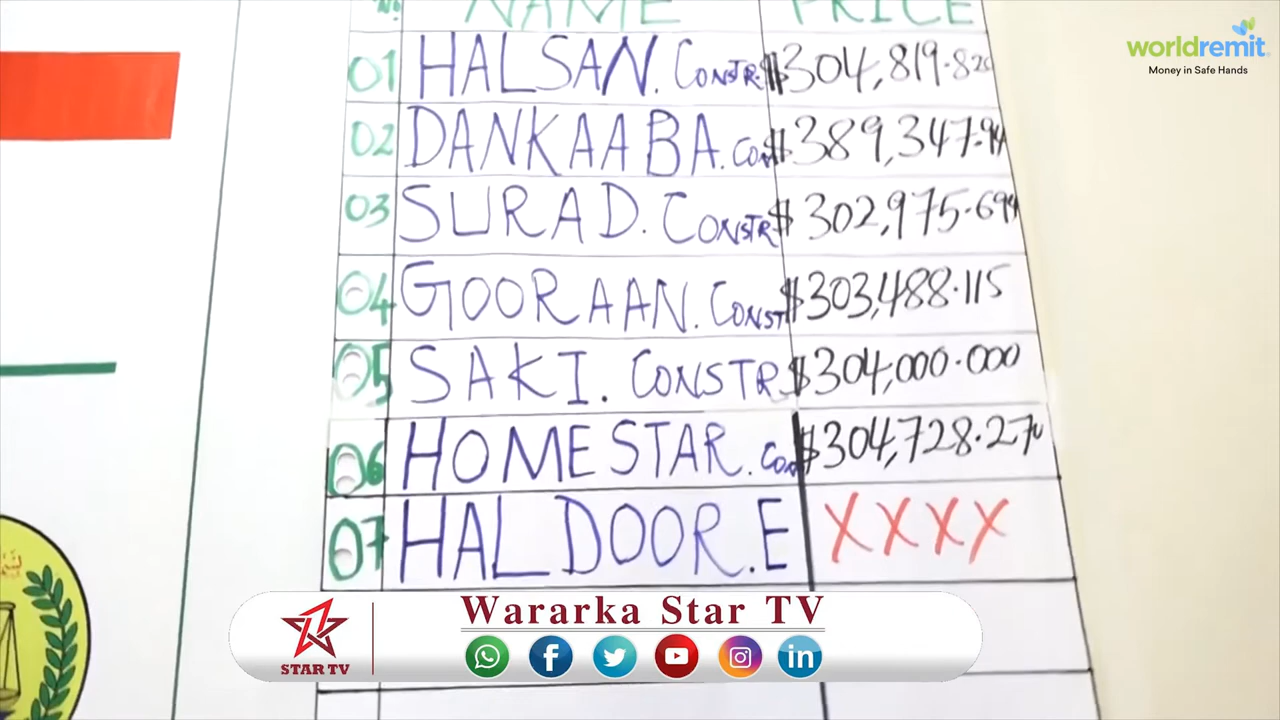 No. NAME PRICE
01 HALSAN. CONSTR. $304,819.820
02 DANKAABA. CON $389,347.94
03 SURAD. CONSTR $302,975.694
04 GOORAAN. CONST $303,488.115
05 SAKI. CONSTR $304,000.000
06 HOMESTAR. CON $304,728.270
07 HALDOOR. E XXXX
worldremit
Money in Safe Hands
STAR TV
Wararka Star TV